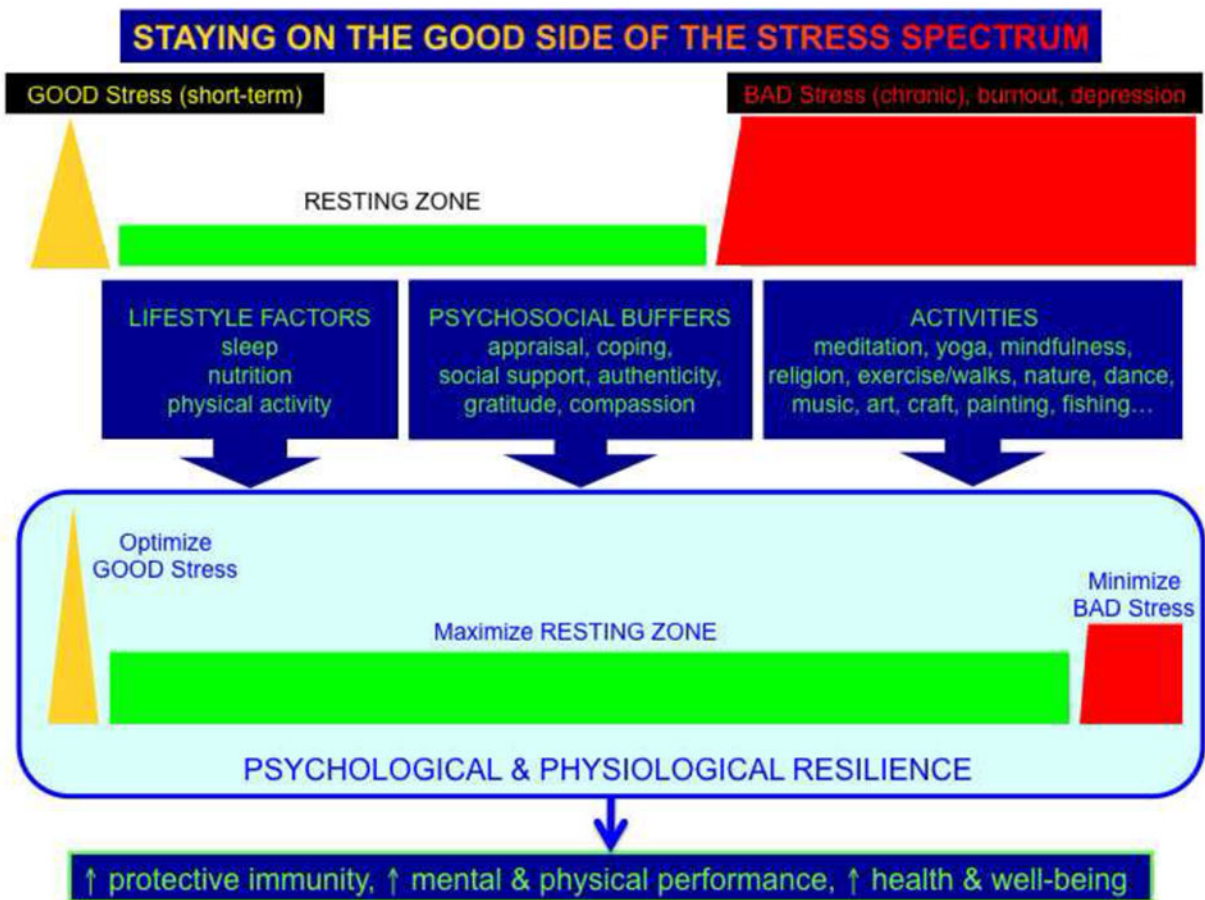 STAYING ON THE GOOD SIDE OF THE STRESS SPECTRUM
GOOD Stress (short-term)
BAD Stress (chronic), burnout, depression
RESTING ZONE
LIFESTYLE FACTORS
sleep
nutrition
physical activity
PSYCHOSOCIAL BUFFERS
appraisal, coping,
social support, authenticity,
gratitude, compassion
ACTIVITIES
meditation, yoga, mindfulness,
religion, exercise/walks, nature, dance,
music, art, craft, painting, fishing…
Optimize
GOOD Stress
Maximize RESTING ZONE
Minimize
BAD Stress
PSYCHOLOGICAL & PHYSIOLOGICAL RESILIENCE
↑ protective immunity, ↑ mental & physical performance, ↑ health & well-being